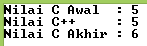 Nilai C Awal  : 5
Nilai C++     : 5
Nilai C Akhir : 6